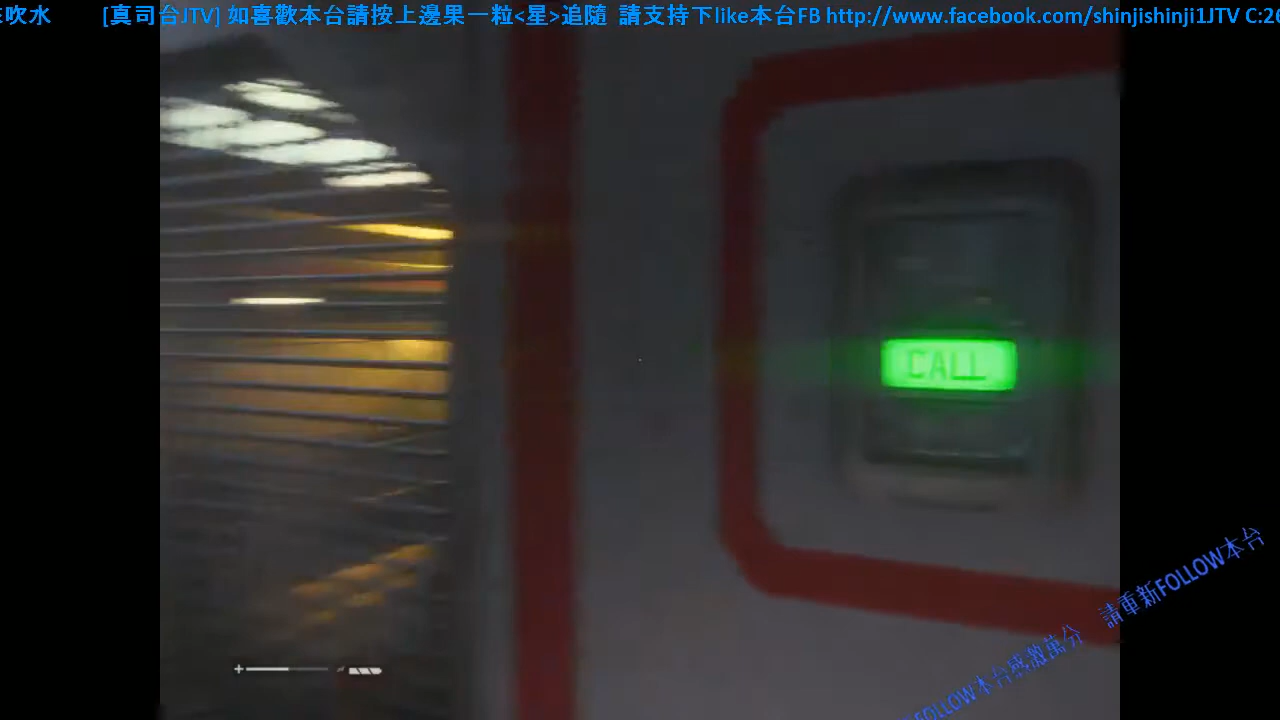 吹水 [真司台JTV] 如喜歡本台請按上邊果一粒<星>追隨 請支持下like本台FB http://www.facebook.com/shinjishinji1JTV C:20
CALL
請重新FOLLOW本台
FOLLOW本台感激萬分